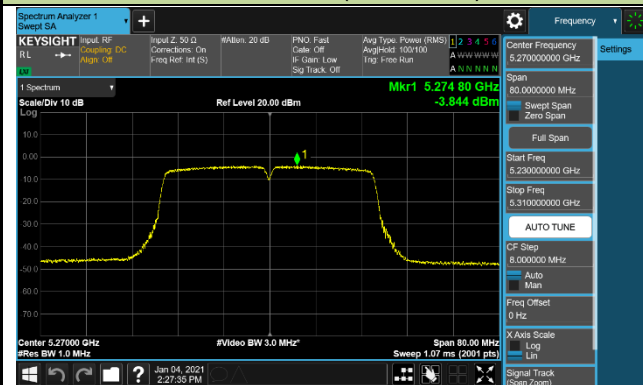 Spectrum Analyzer 1
Swept SA
Frequency
KEYSIGHT
RL
Input: RF
Coupling: DC
Align: Off
Input Z: 50 Ω
Corrections: On
Freq Ref: Int (S)
#Atten: 20 dB
PNO: Fast
Gate: Off
IF Gain: Low
Sig Track: Off
Avg Type: Power (RMS)
Avg|Hold: 100/100
Trig: Free Run
1 2 3 4 5 6
A W W W W W
A N N N N N
Settings
1 Spectrum
Scale/Div 10 dB
Log
Ref Level 20.00 dBm
Mkr1 5.274 80 GHz
-3.844 dBm
10.0
0.00
-10.0
-20.0
-30.0
-40.0
-50.0
-60.0
-70.0
1
Center 5.27000 GHz
#Res BW 1.0 MHz
#Video BW 3.0 MHz*
Span 80.00 MHz
Sweep 1.07 ms (2001 pts)
Center Frequency
5.270000000 GHz
Span
80.0000000 MHz
Swept Span
Zero Span
Full Span
Start Freq
5.230000000 GHz
Stop Freq
5.310000000 GHz
AUTO TUNE
CF Step
8.000000 MHz
Auto
Man
Freq Offset
0 Hz
X Axis Scale
Log
Lin
Signal Track
(Span Zoom)
Jan 04, 2021
2:27:35 PM